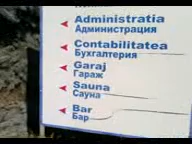 Administratia
Администрация
Contabilitatea
Бухгалтерия
Garaj
Гараж
Sauna
Сауна
Bar
Бар